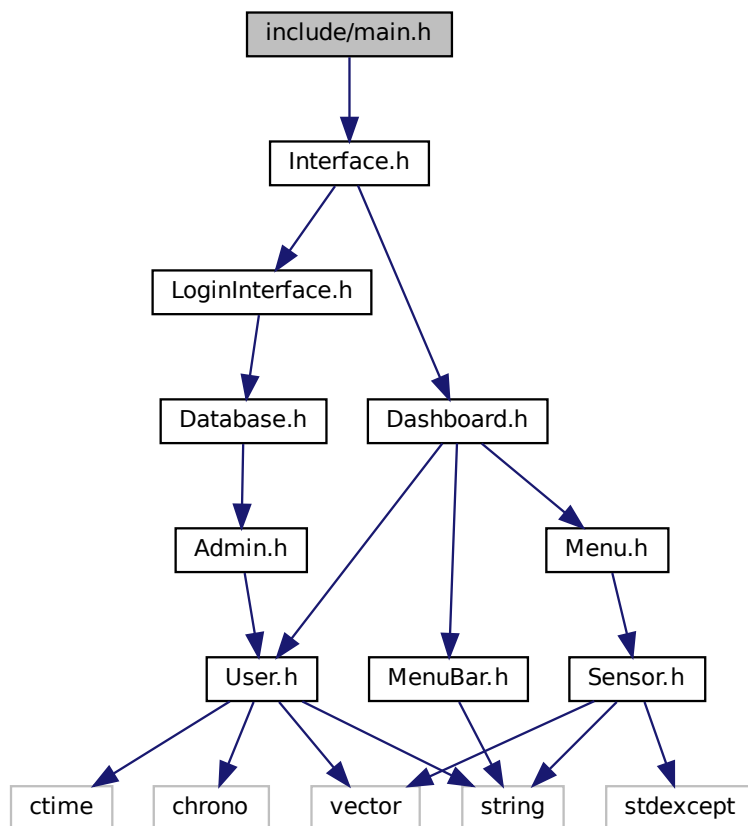 include/main.h
Interface.h
LoginInterface.h
Database.h
Dashboard.h
Admin.h
Menu.h
User.h
MenuBar.h
Sensor.h
ctime
chrono
vector
string
stdexcept